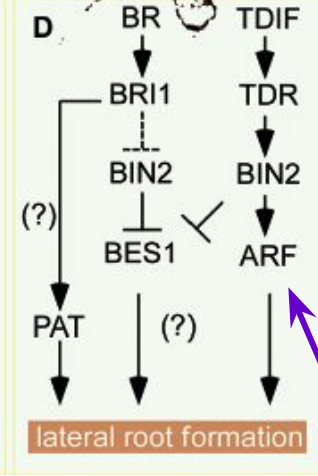 D
BR TDIF
BRI1 TDR
BIN2 BIN2
(?)
BES1 ARF
PAT (?)
lateral root formation